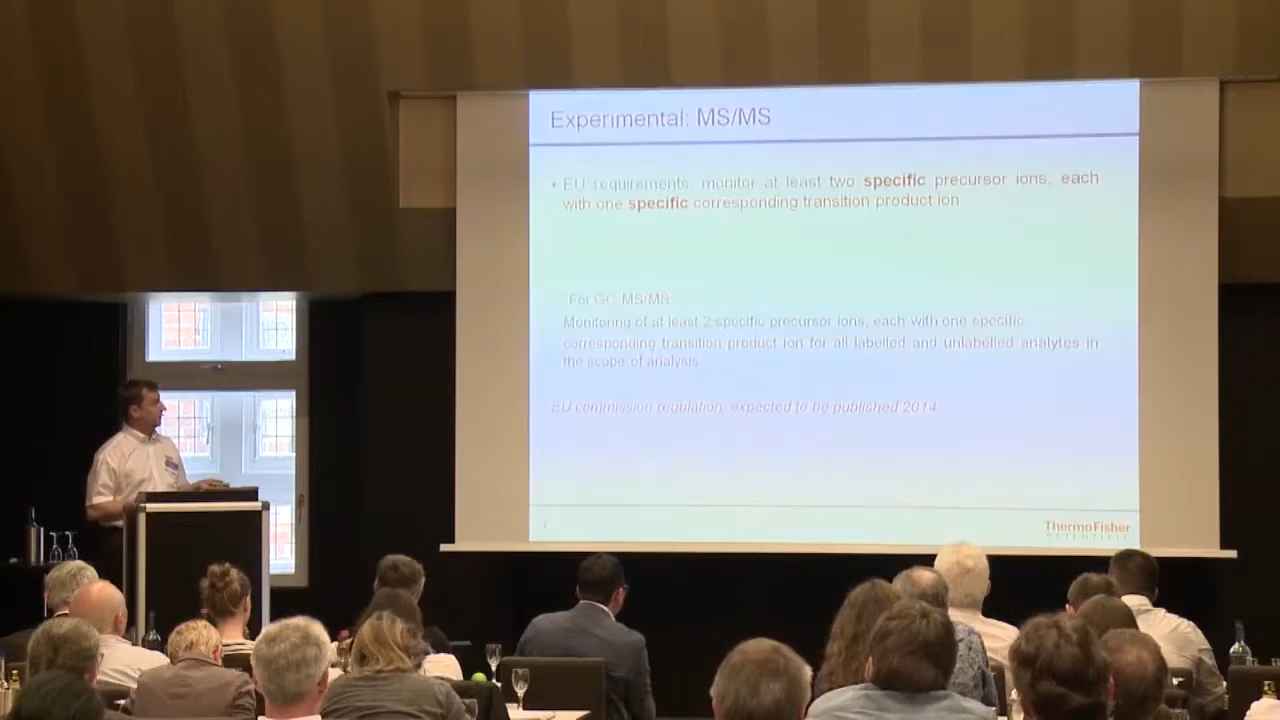 Experimental: MS/MS
• EU requirements: monitor at least two specific precursor ions, each
with one specific corresponding transition product ion
For GC-MS/MS
Monitoring of at least 2 specific precursor ions, each with one specific
corresponding transition product ion for all labelled and unlabelled analytes in
the scope of analysis
EU commission regulation, expected to be published 2014
ThermoFisher
SCIENTIFIC